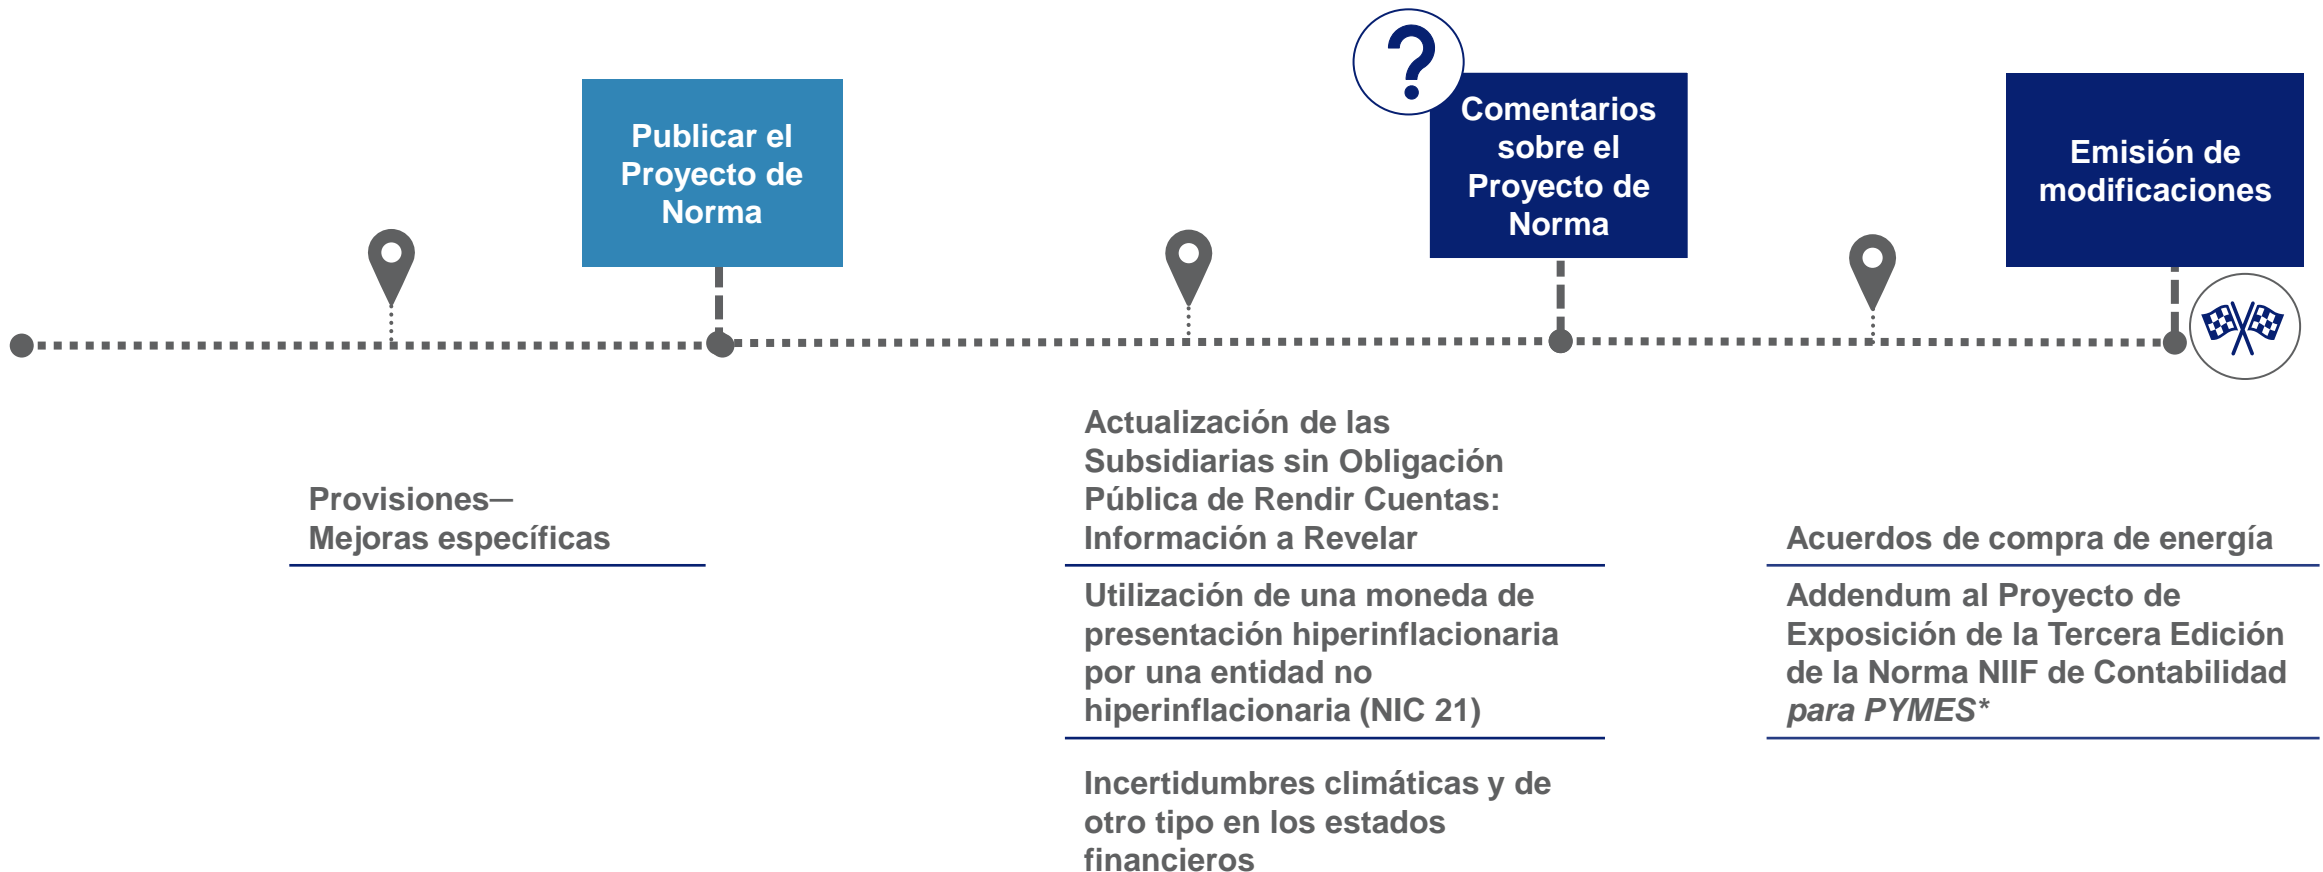 Publicar el
Proyecto de
Norma
?
Comentarios
sobre el
Proyecto de
Norma
Emisión de
modificaciones
Provisiones—
Mejoras específicas
Actualización de las
Subsidiarias sin Obligación
Pública de Rendir Cuentas:
Información a Revelar
Utilización de una moneda de
presentación hiperinflacionaria
por una entidad no
hiperinflacionaria (NIC 21)
Incertidumbres climáticas y de
otro tipo en los estados
financieros
Acuerdos de compra de energía
Addendum al Proyecto de
Exposición de la Tercera Edición
de la Norma NIIF de Contabilidad
para PYMES*